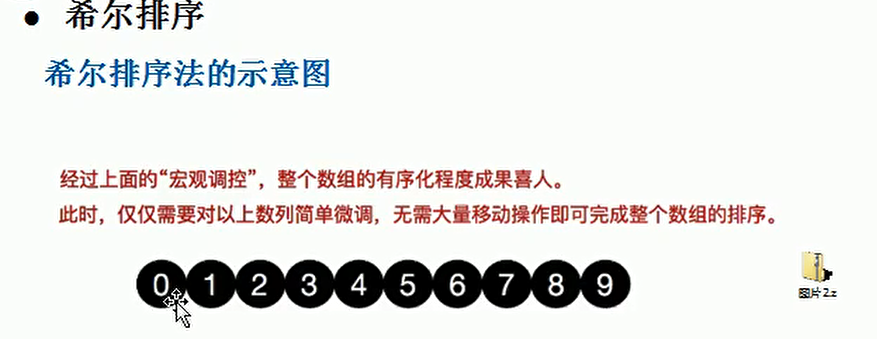 ● 希尔排序
希尔排序法的示意图
经过上面的“宏观调控”，整个数组的有序化程度成果喜人。
此时，仅仅需要对以上数列简单微调，无需大量移动操作即可完成整个数组的排序。
0 1 2 3 4 5 6 7 8 9
图片2.z